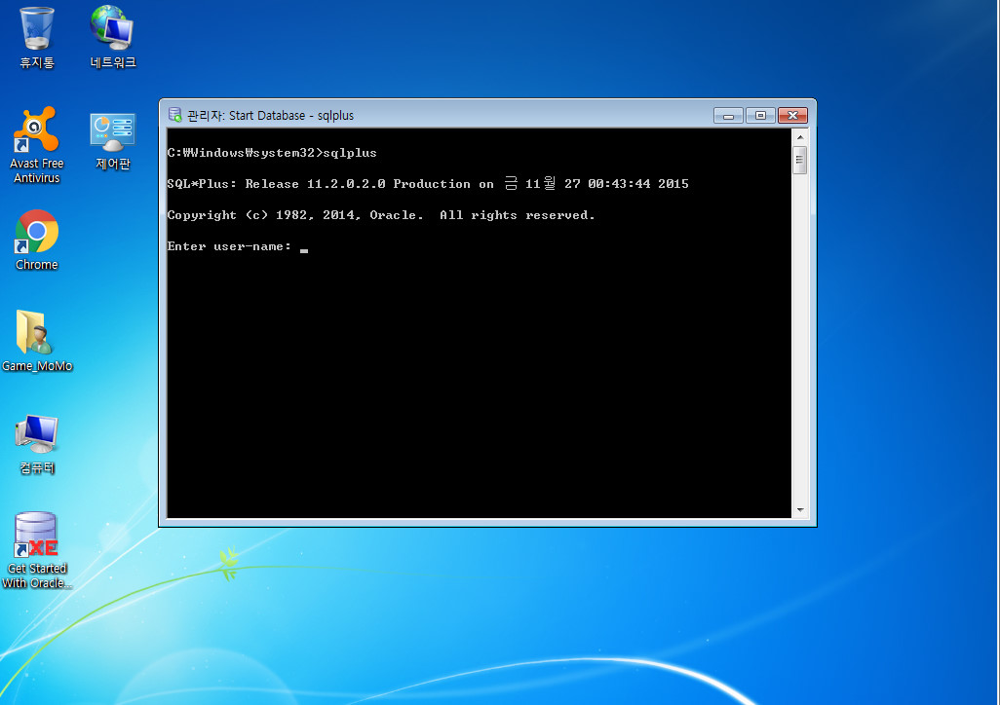 휴지통
네트워크
Avast Free
Antivirus
제어판
Chrome
Game_MoMo
컴퓨터
XE
Get Started
With Oracle...
관리자: Start Database - sqlplus
C:₩Windows₩system32>sqlplus
SQL*Plus: Release 11.2.0.2.0 Production on 금 11월 27 00:43:44 2015
Copyright (c) 1982, 2014, Oracle.  All rights reserved.
Enter user-name: _